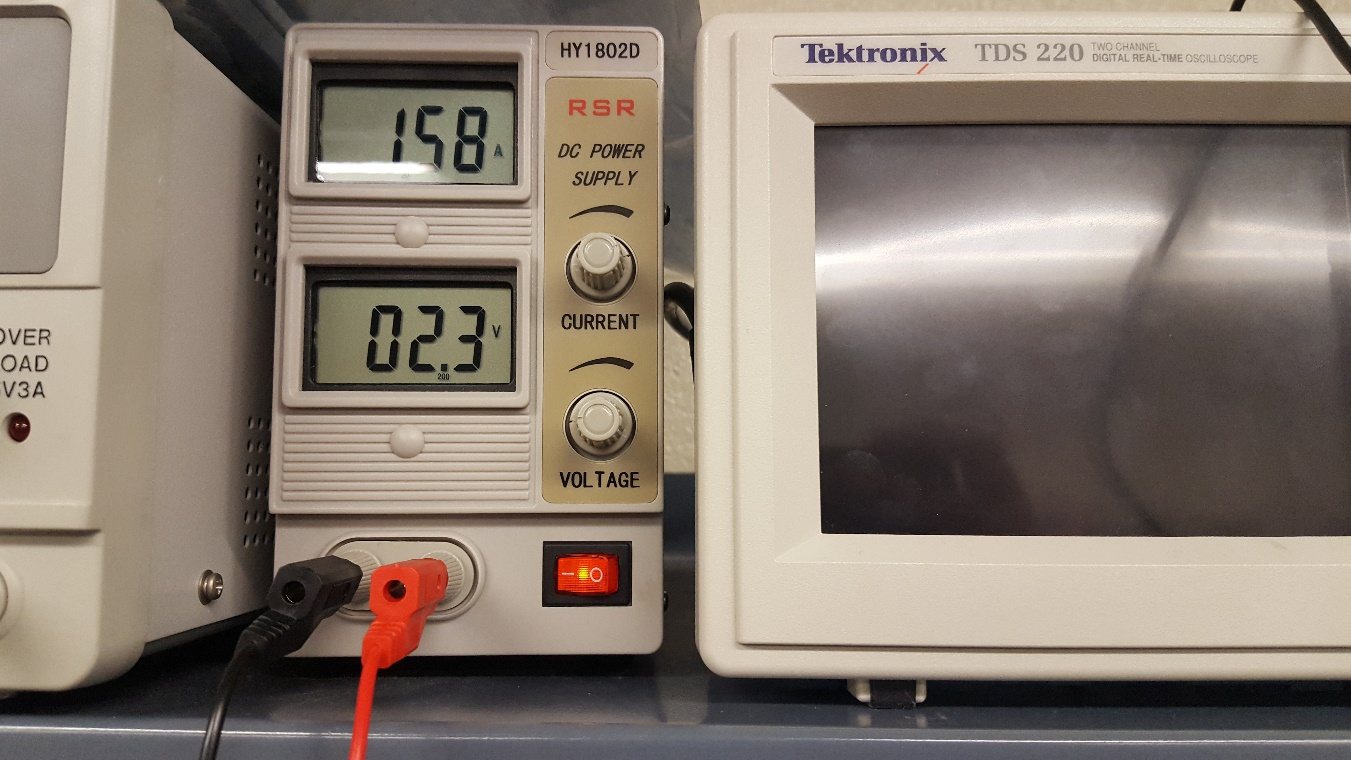 OVER
OAD
V3A
HY1802D
RSR
DC POWER
SUPPLY
158 A
CURRENT
02.3 V
200
VOLTAGE
Tektronix TDS 220 TWO CHANNEL
DIGITAL REAL-TIME OSCILLOSCOPE